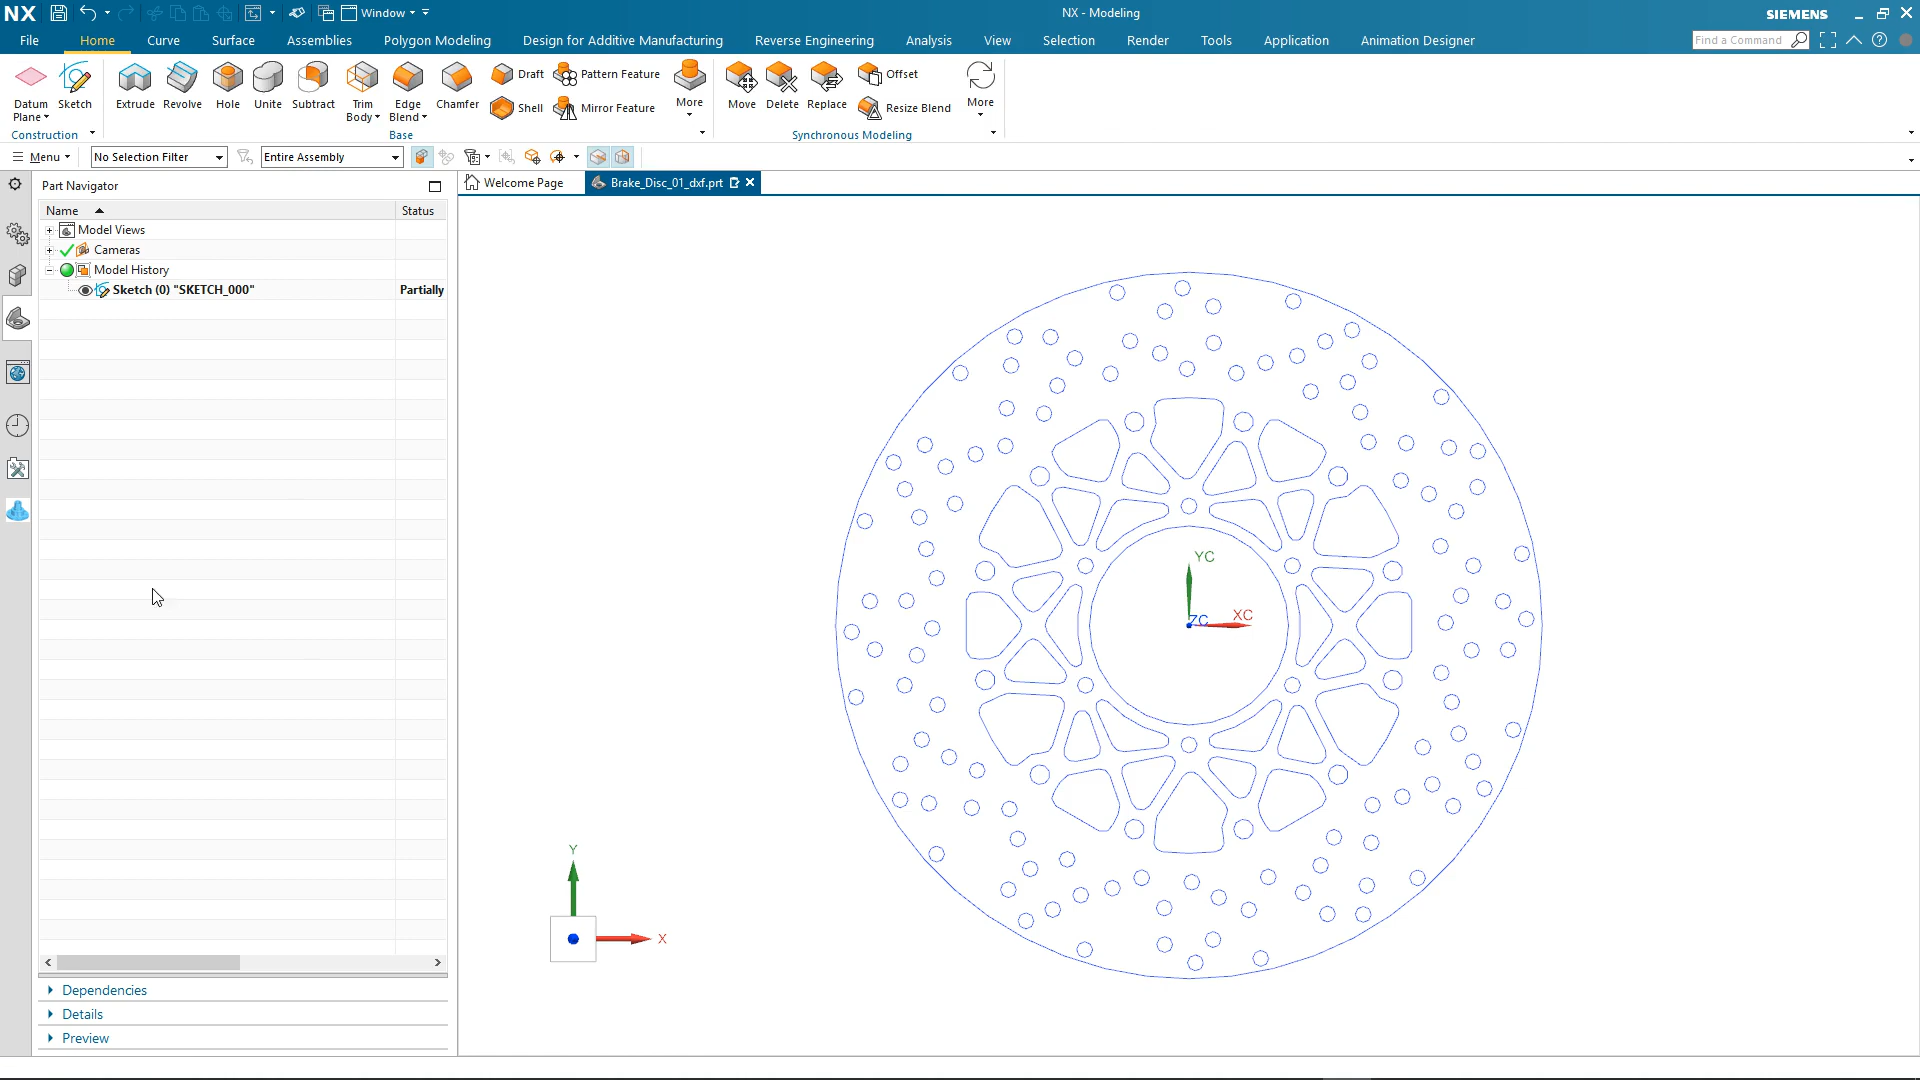 NX
Window
NX - Modeling
SIEMENS
File
Home
Curve
Surface
Assemblies
Polygon Modeling
Design for Additive Manufacturing
Reverse Engineering
Analysis
View
Selection
Render
Tools
Application
Animation Designer
Find a Command
Datum Plane
Sketch
Extrude
Revolve
Hole
Unite
Subtract
Trim Body
Edge Blend
Chamfer
Draft
Shell
Pattern Feature
Mirror Feature
More
Move
Delete
Replace
Offset
Resize Blend
More
Construction
Base
Synchronous Modeling
Menu
No Selection Filter
Entire Assembly
Part Navigator
Welcome Page
Brake_Disc_01_dxf.prt
Name
Status
Model Views
Cameras
Model History
Sketch (0) "SKETCH_000"
Partially
YC
ZC
XC
Y
X
Dependencies
Details
Preview